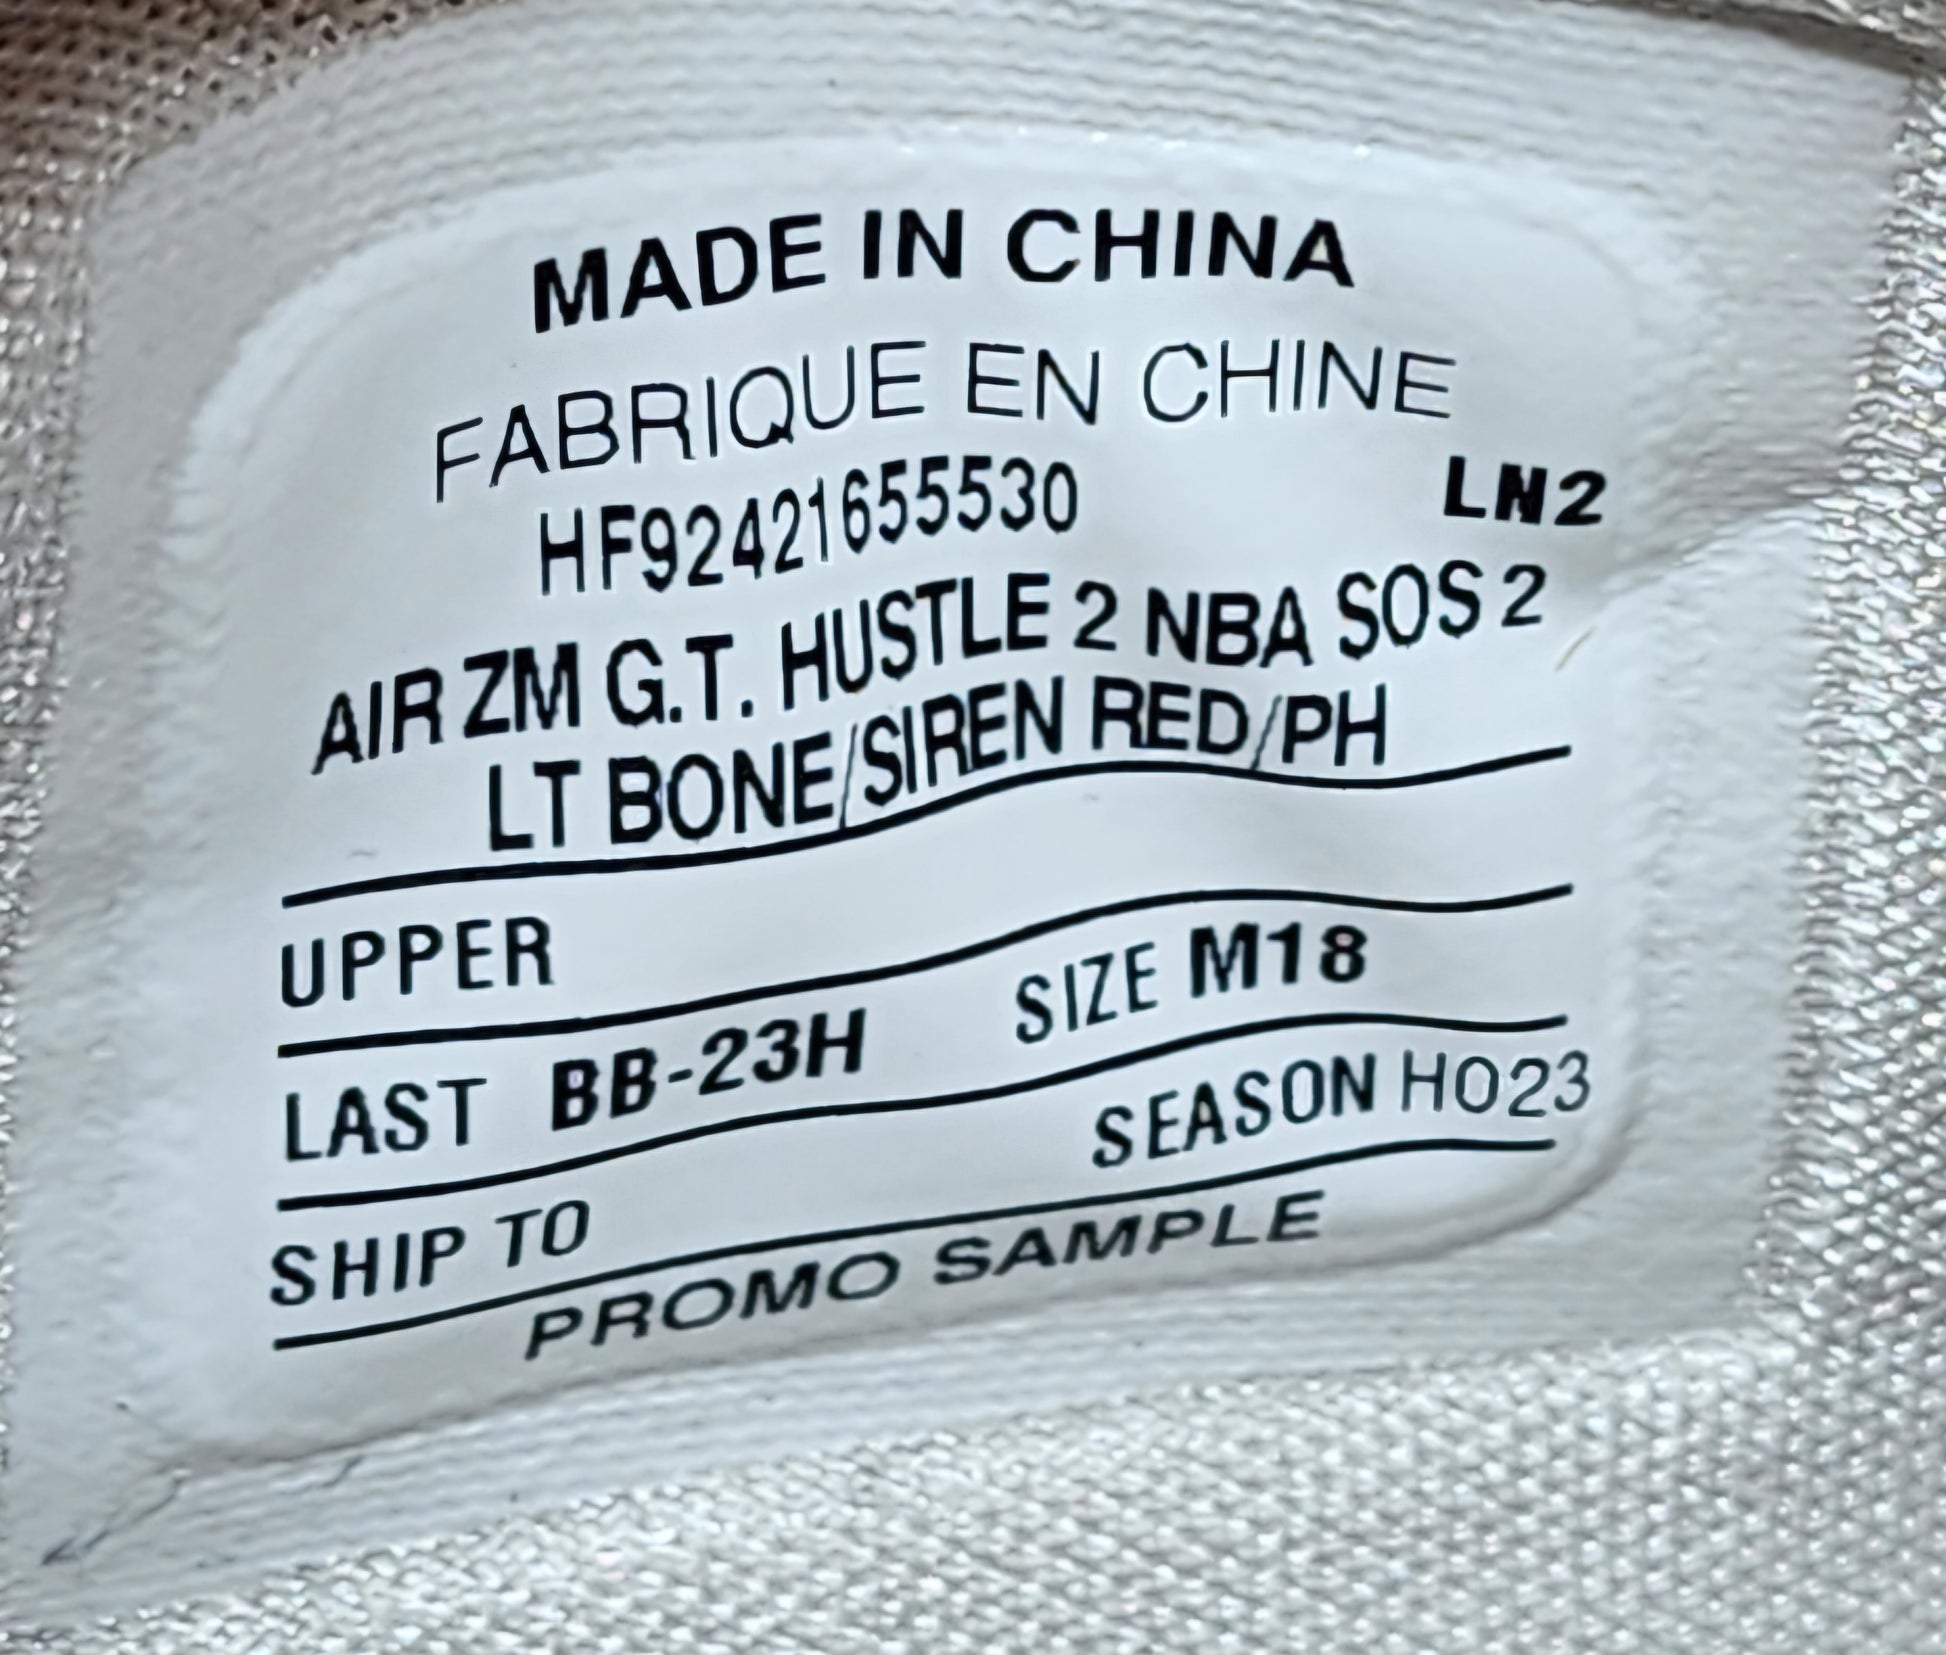 MADE IN CHINA
FABRIQUE EN CHINE
HF92421655530 LN2
AIR ZM G.T. HUSTLE 2 NBA SOS 2
LT BONE/SIREN RED/PH
UPPER
LAST BB-23H SIZE M18
SHIP TO SEASON HO23
PROMO SAMPLE